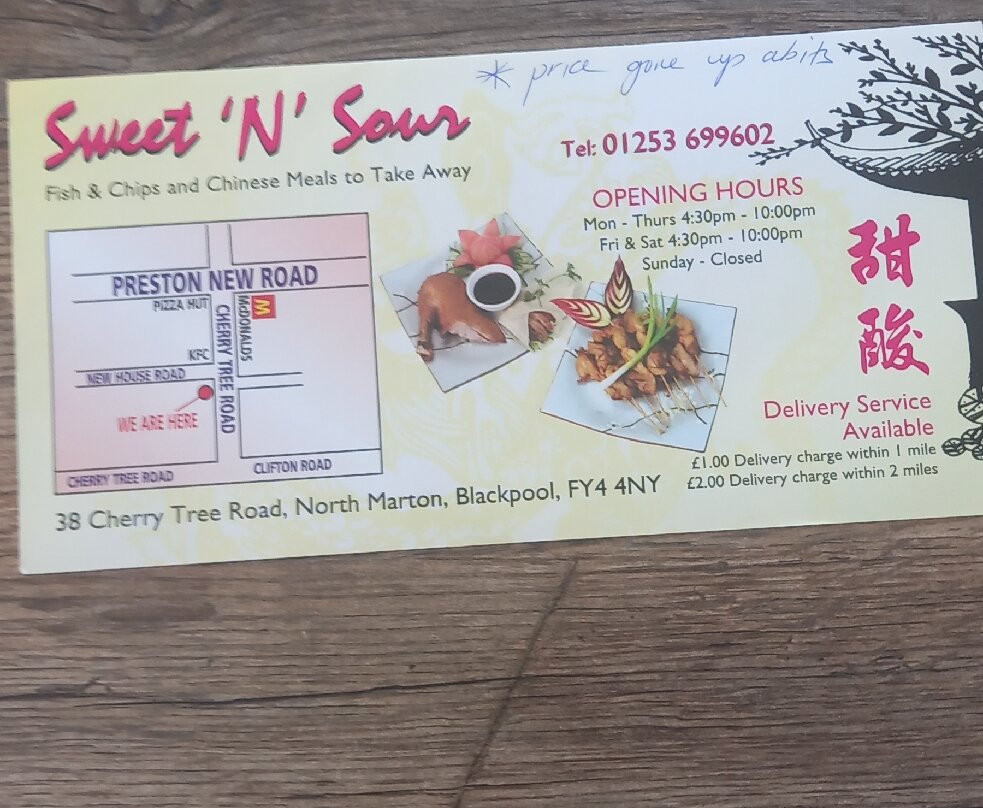 * price gone up abits
Sweet 'N' Sour
Fish & Chips and Chinese Meals to Take Away
Tel: 01253 699602
OPENING HOURS
Mon - Thurs 4:30pm - 10:00pm
Fri & Sat 4:30pm - 10:00pm
Sunday - Closed
甜
酸
PRESTON NEW ROAD
PIZZA HUT
McDONALDS
M
CHERRY TREE ROAD
KFC
NEW HOUSE ROAD
WE ARE HERE
CHERRY TREE ROAD
CLIFTON ROAD
Delivery Service
Available
£1.00 Delivery charge within 1 mile
£2.00 Delivery charge within 2 miles
38 Cherry Tree Road, North Marton, Blackpool, FY4 4NY